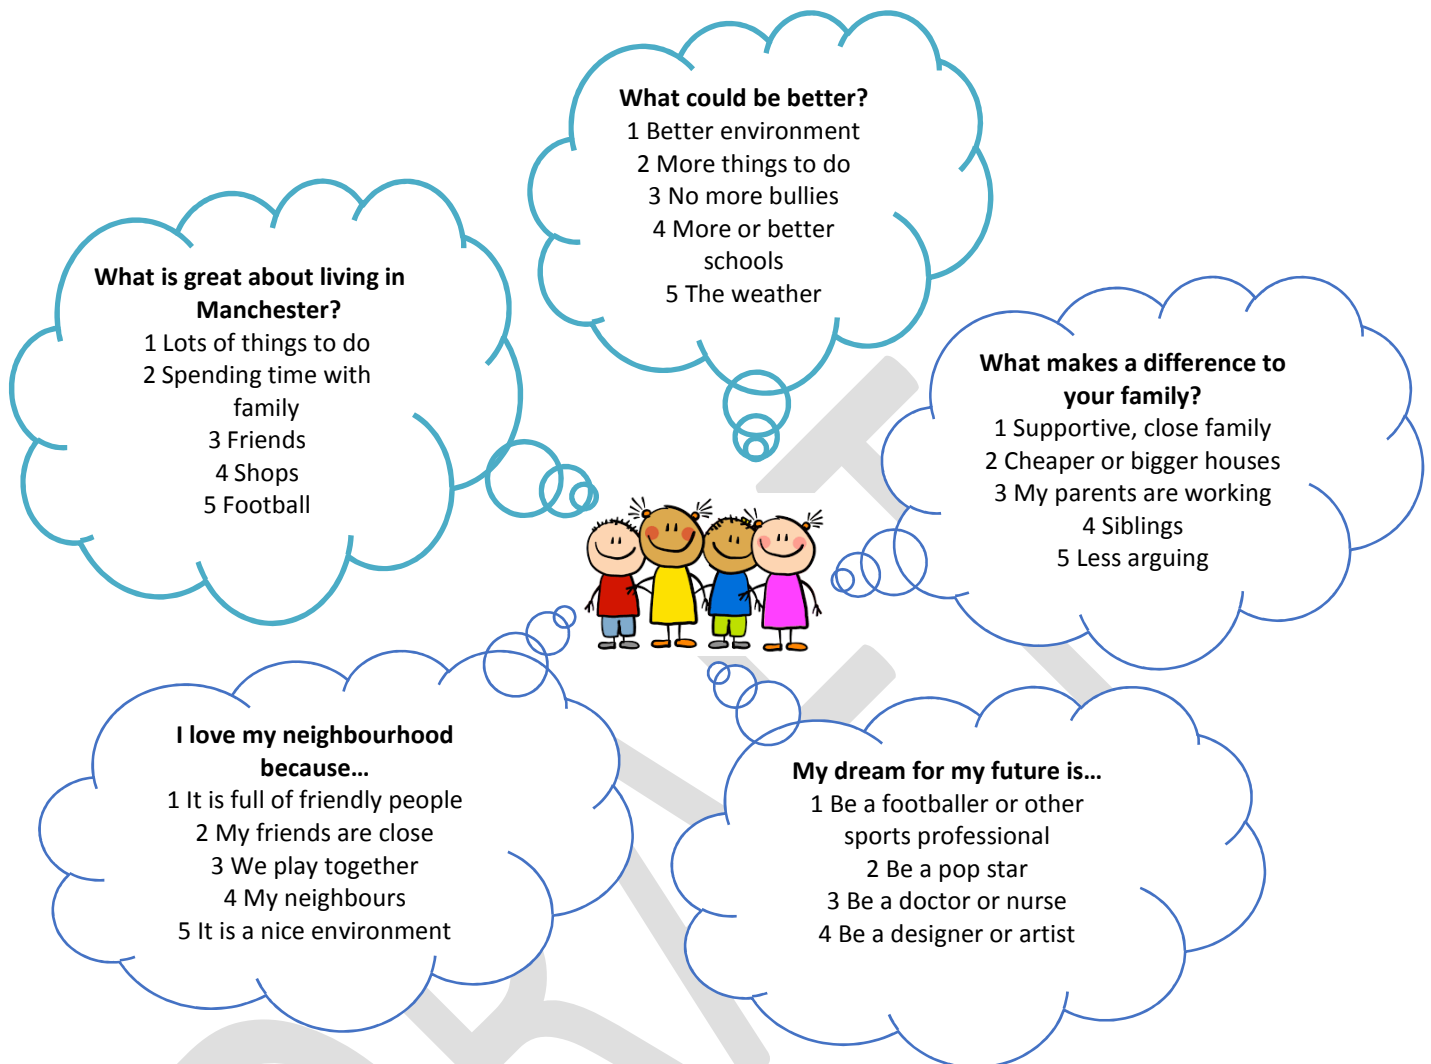 What could be better?
1 Better environment
2 More things to do
3 No more bullies
4 More or better
schools
5 The weather
What is great about living in
Manchester?
1 Lots of things to do
2 Spending time with
family
3 Friends
4 Shops
5 Football
What makes a difference to
your family?
1 Supportive, close family
2 Cheaper or bigger houses
3 My parents are working
4 Siblings
5 Less arguing
I love my neighbourhood
because…
1 It is full of friendly people
2 My friends are close
3 We play together
4 My neighbours
5 It is a nice environment
My dream for my future is…
1 Be a footballer or other
sports professional
2 Be a pop star
3 Be a doctor or nurse
4 Be a designer or artist